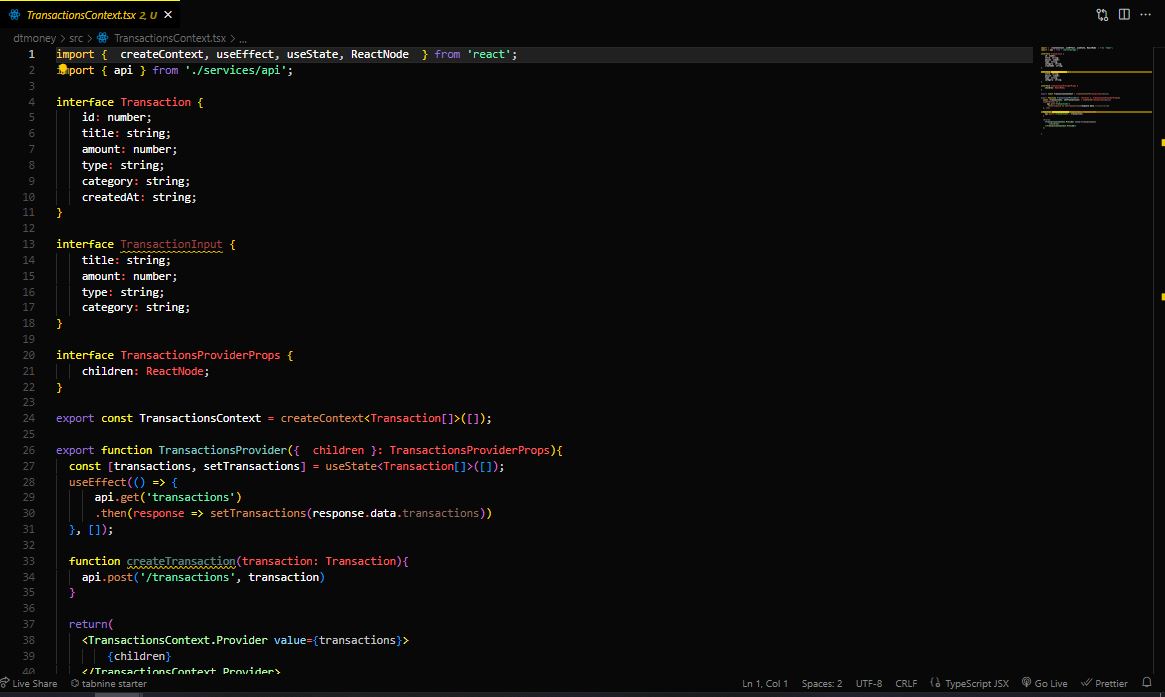 TransactionsContext.tsx 2, U
dtmoney > src > TransactionsContext.tsx > ...
1 import {  createContext, useEffect, useState, ReactNode  } from 'react';
2 import { api } from './services/api';
3
4 interface Transaction {
5 id: number;
6 title: string;
7 amount: number;
8 type: string;
9 category: string;
10 createdAt: string;
11 }
12
13 interface TransactionInput {
14 title: string;
15 amount: number;
16 type: string;
17 category: string;
18 }
19
20 interface TransactionsProviderProps {
21 children: ReactNode;
22 }
23
24 export const TransactionsContext = createContext<Transaction[]>([]);
25
26 export function TransactionsProvider({  children }: TransactionsProviderProps){
27 const [transactions, setTransactions] = useState<Transaction[]>([]);
28 useEffect(() => {
29 api.get('transactions')
30 .then(response => setTransactions(response.data.transactions))
31 }, []);
32
33 function createTransaction(transaction: Transaction){
34 api.post('/transactions', transaction)
35 }
36
37 return(
38 <TransactionsContext.Provider value={transactions}>
39 {children}
40 </TransactionsContext.Provider>
Live Share tabnine starter Ln 1, Col 1 Spaces: 2 UTF-8 CRLF {} TypeScript JSX Go Live Prettier